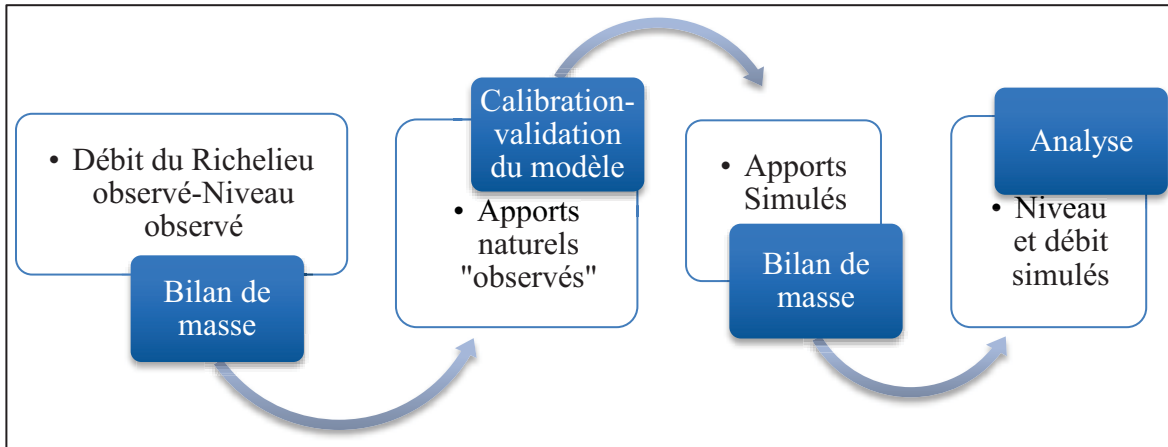 • Débit du Richelieu
observé-Niveau
observé
Bilan de
masse
Calibration-
validation
du modèle
• Apports
naturels
"observés"
• Apports
Simulés
Bilan de
masse
Analyse
• Niveau
et débit
simulés